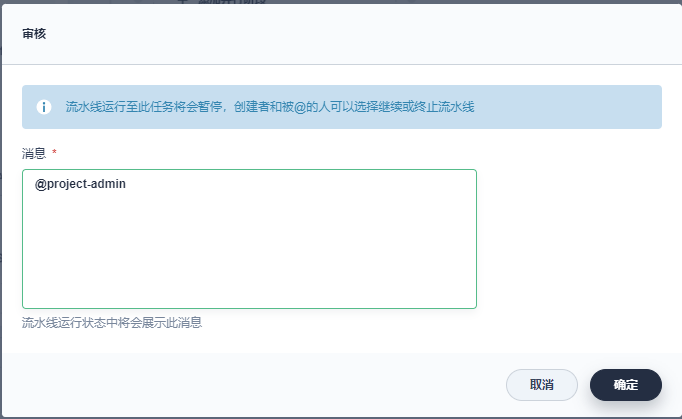 审核
流水线运行至此任务将会暂停，创建者和被@的人可以选择继续或终止流水线
消息 *
@project-admin
流水线运行状态中将会展示此消息
取消
确定